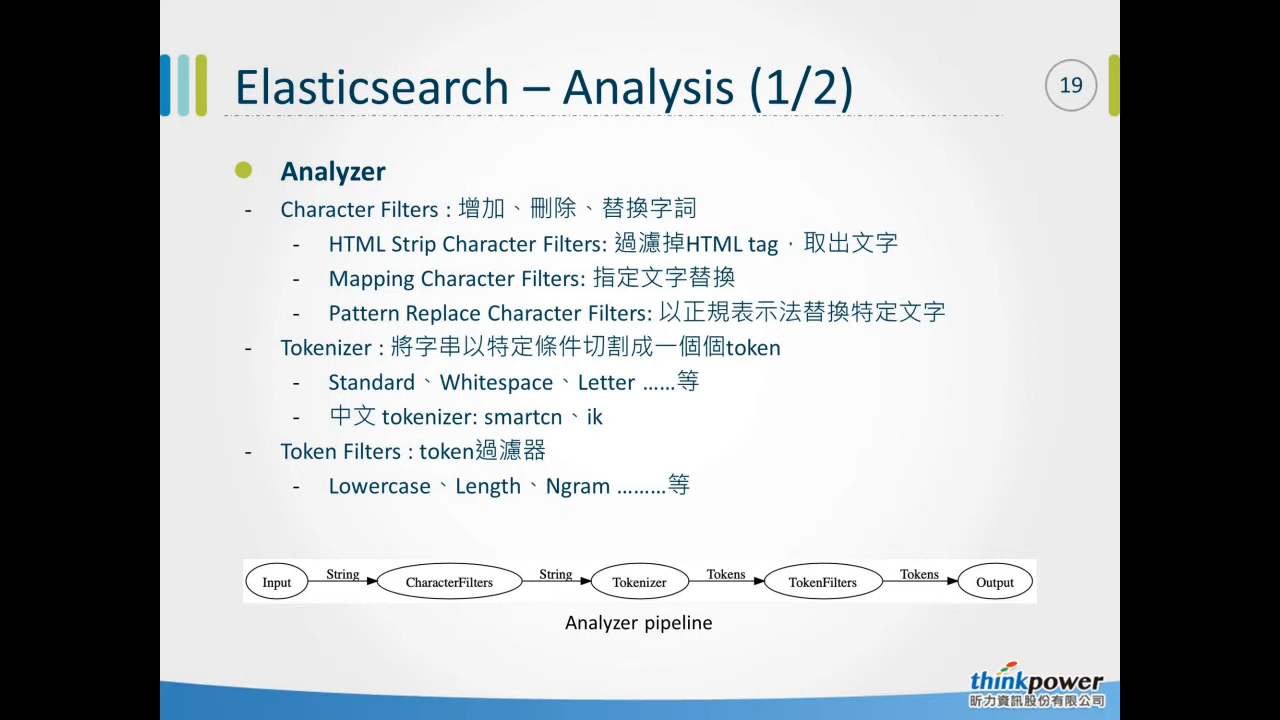 Elasticsearch – Analysis (1/2)
19
Analyzer
- Character Filters : 增加、刪除、替換字詞
- HTML Strip Character Filters: 過濾掉HTML tag，取出文字
- Mapping Character Filters: 指定文字替換
- Pattern Replace Character Filters: 以正規表示法替換特定文字
- Tokenizer : 將字串以特定條件切割成一個個token
- Standard、Whitespace、Letter ……等
- 中文 tokenizer: smartcn、ik
- Token Filters : token過濾器
- Lowercase、Length、Ngram ………等
Input String CharacterFilters String Tokenizer Tokens TokenFilters Tokens Output
Analyzer pipeline
thinkpower
昕力資訊股份有限公司